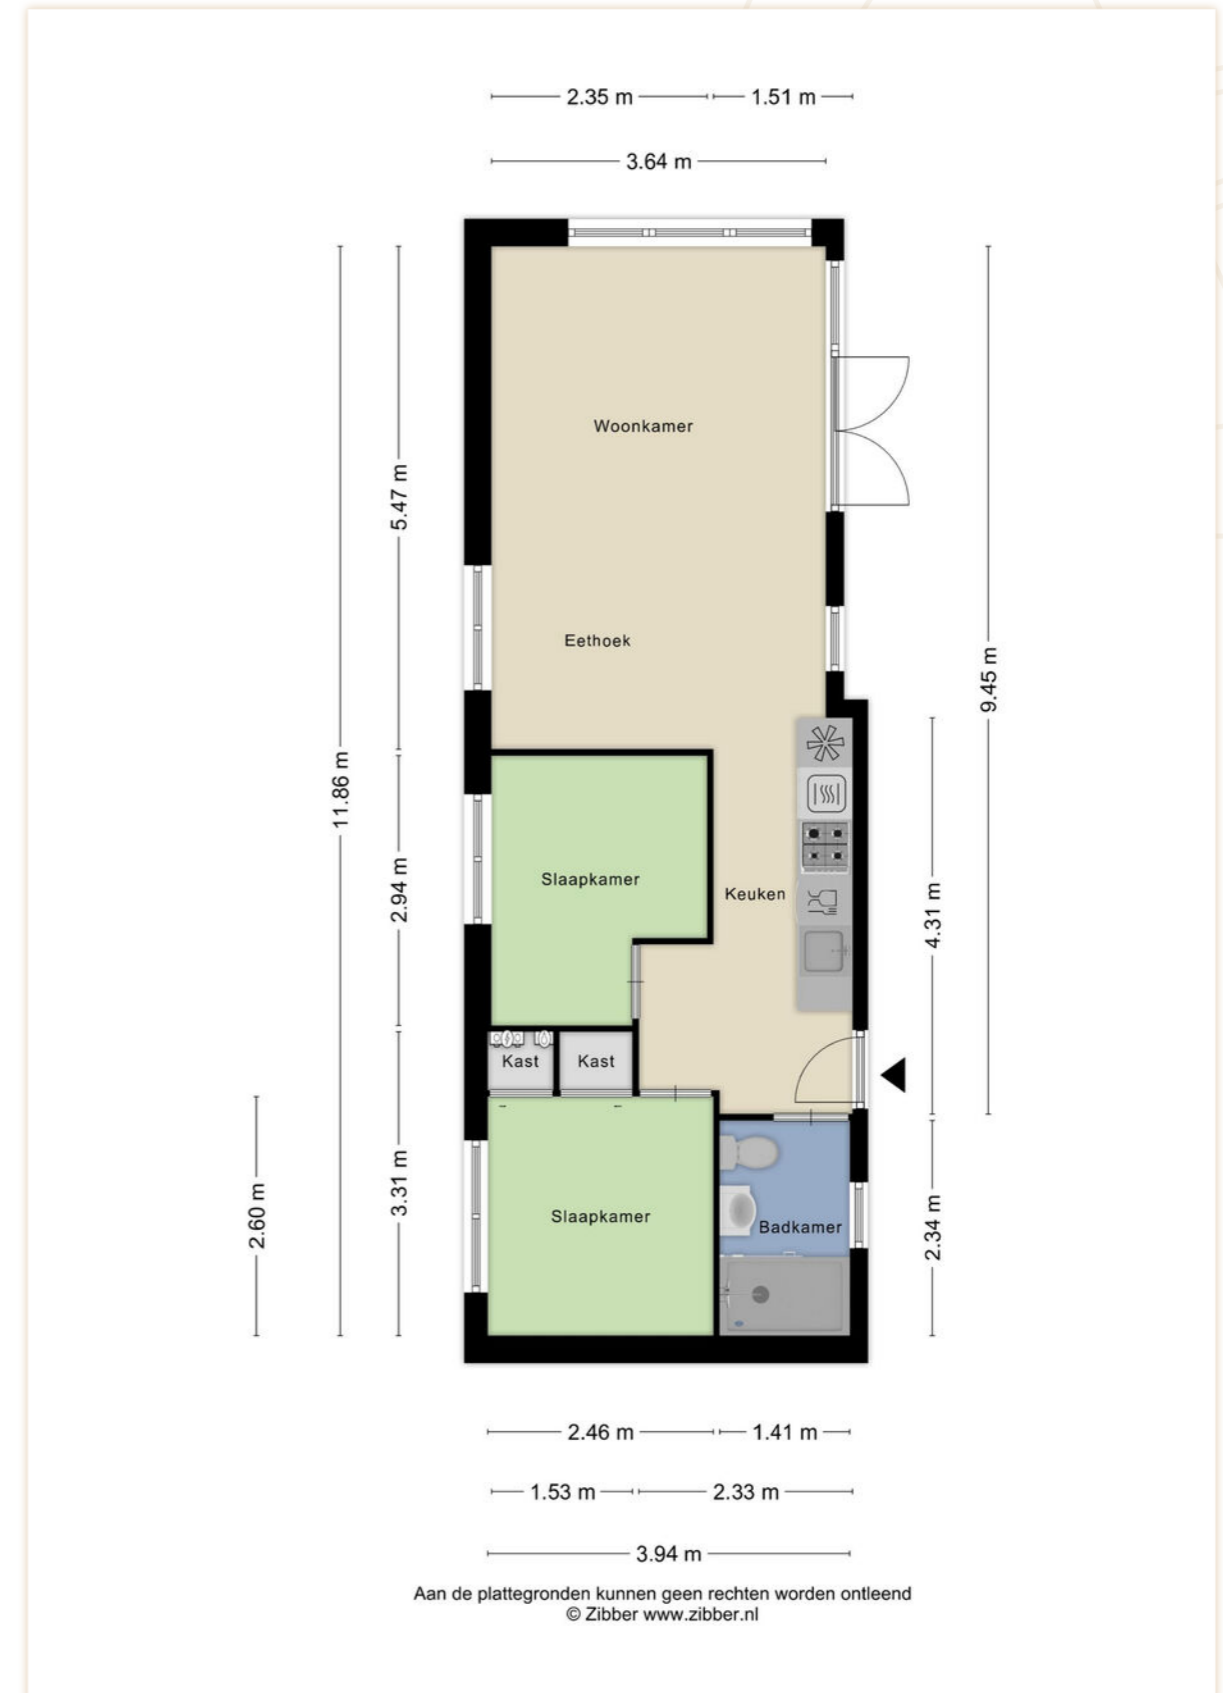 2.35 m
1.51 m
3.64 m
Woonkamer
5.47 m
Eethoek
9.45 m
11.86 m
2.94 m
Slaapkamer
Keuken
4.31 m
Kast
Kast
3.31 m
2.60 m
Slaapkamer
Badkamer
2.34 m
2.46 m
1.41 m
1.53 m
2.33 m
3.94 m
Aan de plattegronden kunnen geen rechten worden ontleend
© Zibber www.zibber.nl